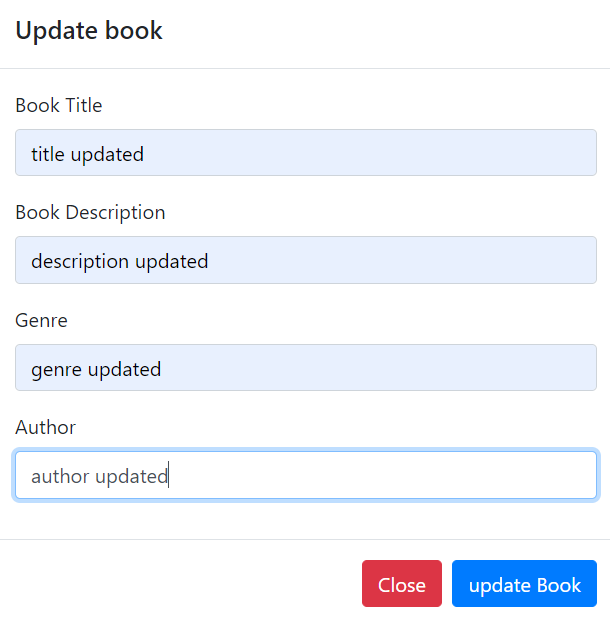 Update book
Book Title
title updated
Book Description
description updated
Genre
genre updated
Author
author updated
Close
update Book